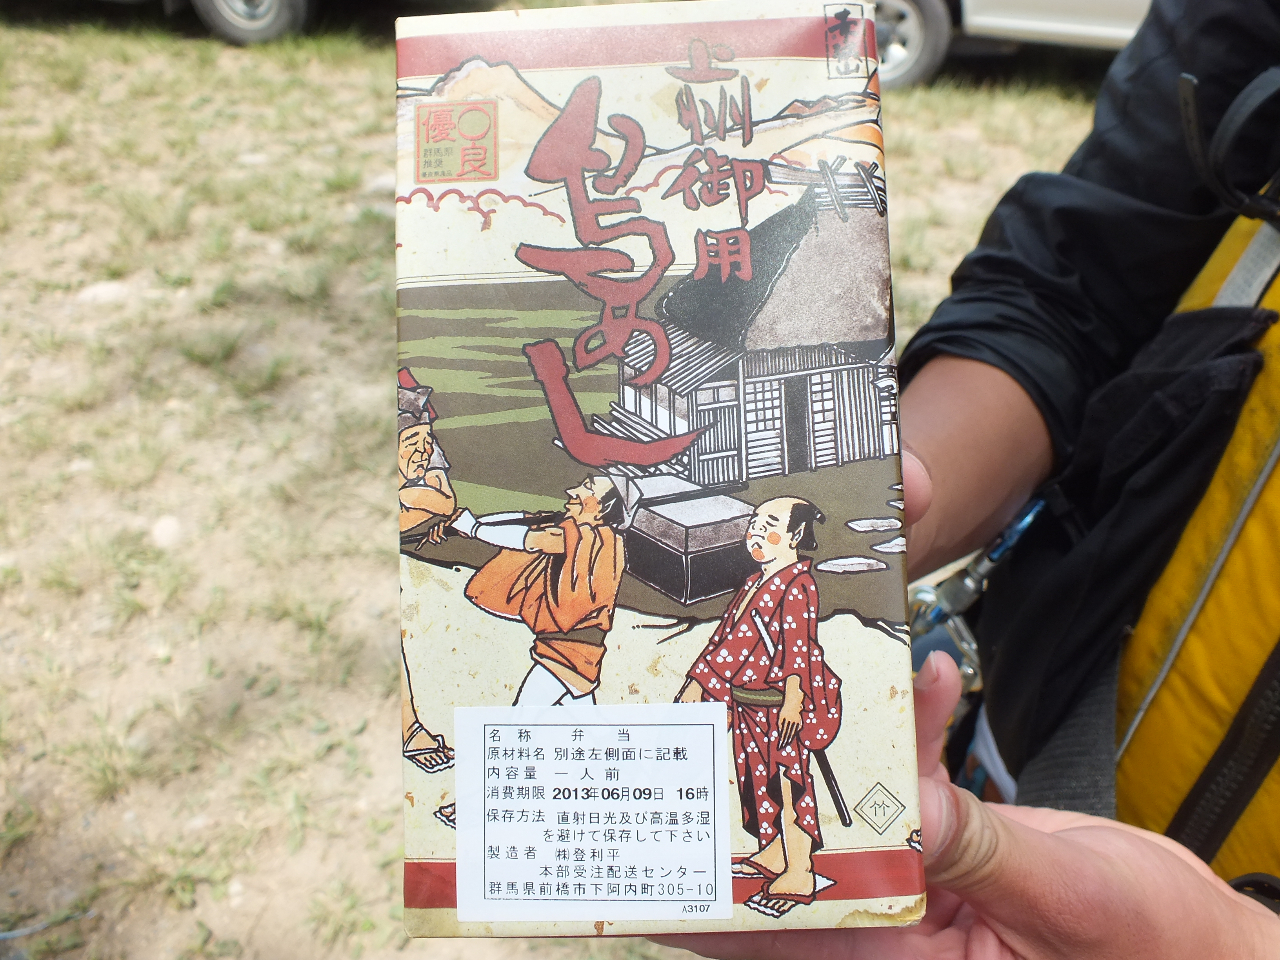 上州御用
鳥めし
優良
群馬県
推奨
竹
名称 弁当
原材料名 別途左側面に記載
内容量 一人前
消費期限 2013年06月09日 16時
保存方法 直射日光及び高温多湿
を避けて保存して下さい
製造者 ㈱登利平
本部受注配送センター
群馬県前橋市下阿内町305-10
A3107